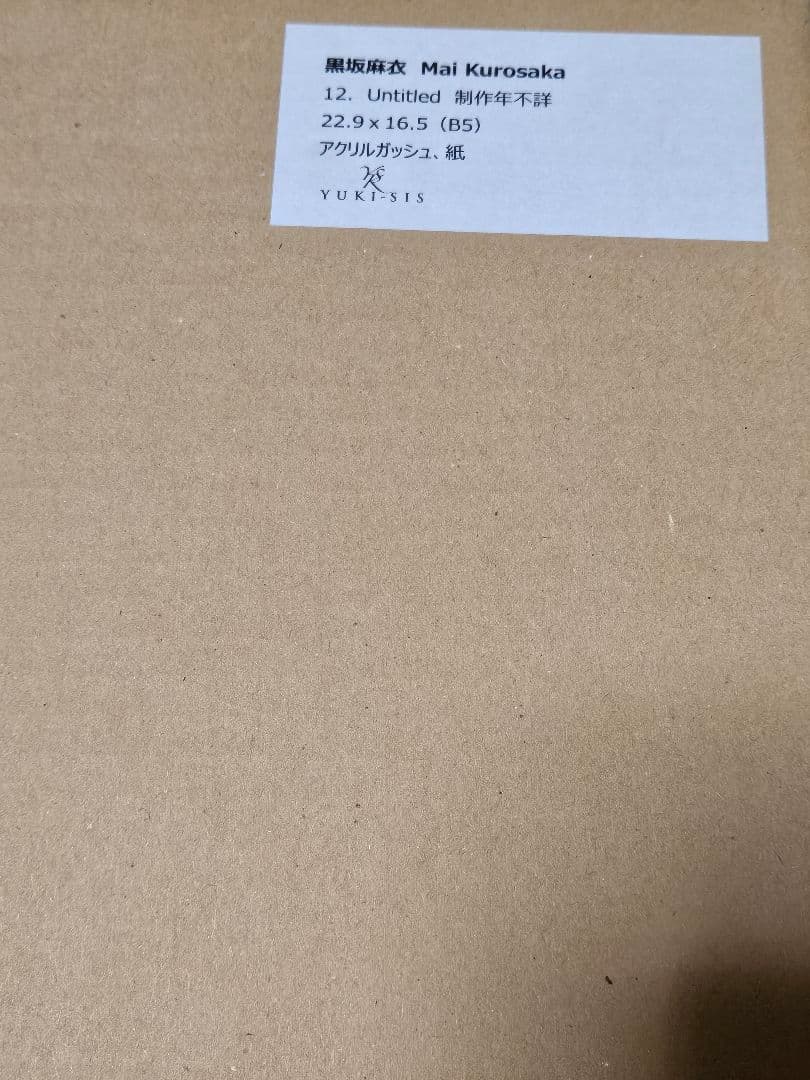 黒坂麻衣 Mai Kurosaka
12. Untitled 制作年不詳
22.9 x 16.5（B5）
アクリルガッシュ、紙
YUKI-SIS